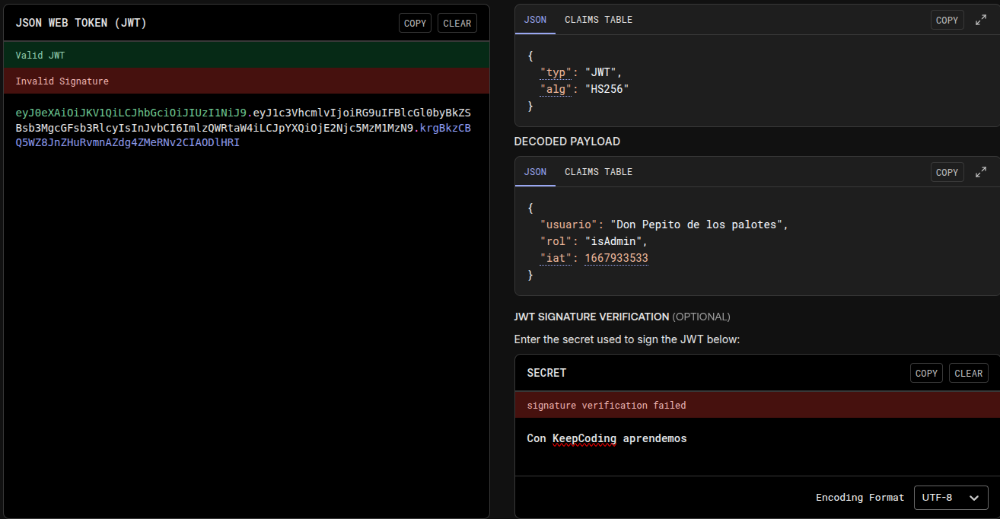 JSON WEB TOKEN (JWT)
COPY
CLEAR
Valid JWT
Invalid Signature
eyJ0eXAiOiJKV1QiLCJhbGciOiJIUzI1NiJ9.eyJ1c3VhcmlvIjoiRG9uIFBlcGl0byBkZS
Bsb3MgcGFsb3RlcyIsInJvbCI6ImlzQWRtaW4iLCJpYXQiOjE2Njc5MzM1MzN9.krgBkzCB
Q5WZ8JnZHuRvmnAZdg4ZMeRNv2CIAODlHRI
JSON
CLAIMS TABLE
COPY
{
"typ": "JWT",
"alg": "HS256"
}
DECODED PAYLOAD
JSON
CLAIMS TABLE
COPY
{
"usuario": "Don Pepito de los palotes",
"rol": "isAdmin",
"iat": 1667933533
}
JWT SIGNATURE VERIFICATION (OPTIONAL)
Enter the secret used to sign the JWT below:
SECRET
COPY
CLEAR
signature verification failed
Con KeepCoding aprendemos
Encoding Format
UTF-8